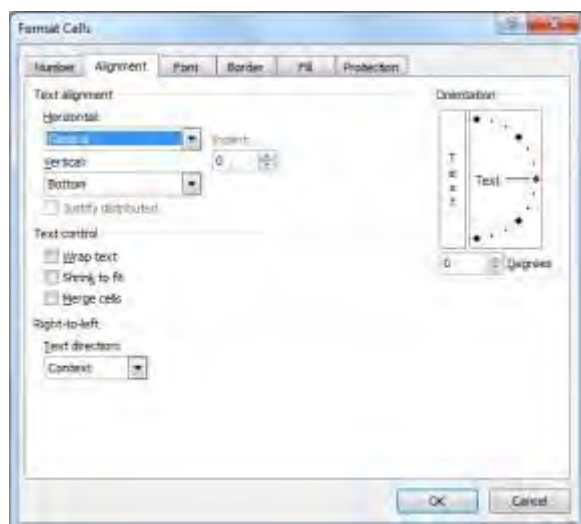 Format Cells
Number Alignment Font Border Fill Protection
Text alignment
Orientation
Horizontal:
General
Indent:
Vertical:
0
Bottom
Justify distributed
Text
Text
Text control
Wrap text
Shrink to fit
Merge cells
0 Degrees
Right-to-left
Text direction:
Context
OK Cancel